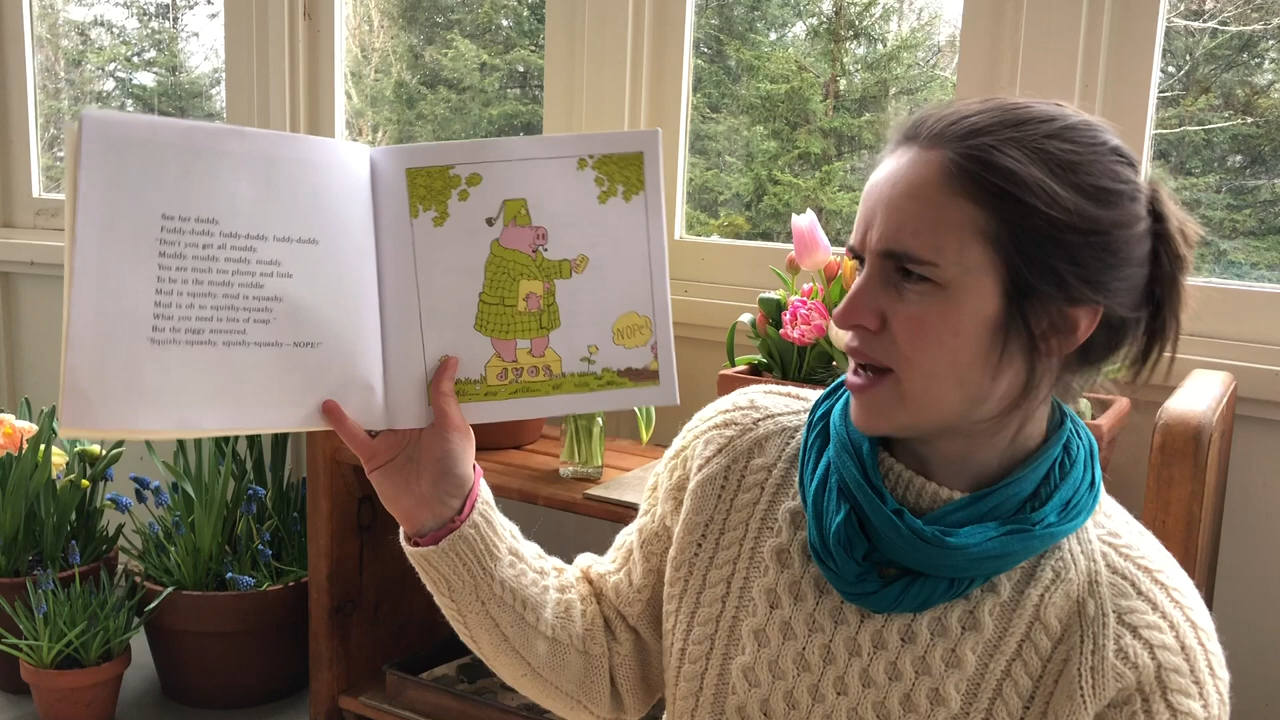 See her daddy,
Fuddy-duddy, fuddy-duddy, fuddy-duddy.
"Don't you get all muddy,
Muddy, muddy, muddy, muddy.
You are much too plump and little
To be in the muddy middle
Mud is squishy, mud is squashy,
Mud is oh so squishy-squashy
What you need is lots of soap."
But the piggy answered,
"Squishy-squashy, squishy-squashy — NOPE!"
NOPE!